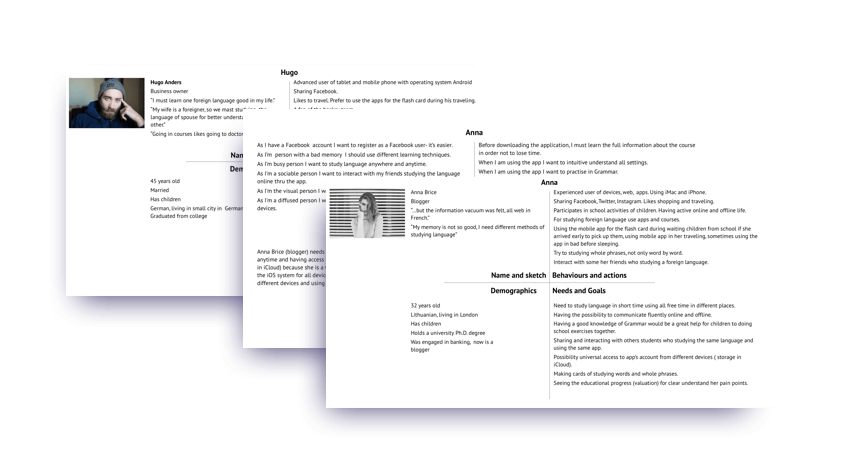 Hugo
Hugo Anders
Business owner
"I must learn one foreign language good in my life."
"My wife is a foreigner, so we mast
language of spouse for better underst
other."
"Going in courses likes going to doctor
Advanced user of tablet and mobile phone with operating system Android
Sharing Facebook.
Likes to travel. Prefer to use the apps for the flash card during his traveling.
Nam
Dem
45 years old
Married
Has children
German, living in small city in German
Graduated from college
Anna
As I have a Facebook account I want to register as a Facebook user- it's easier.
As I'm person with a bad memory I should use different learning techniques.
As I'm busy person I want to study language anywhere and anytime.
As I'm a sociable person I want to interact with my friends studying the language
online thru the app.
As I'm the visual person I w
As I'm a diffused person I w
devices.
Before downloading the application, I must learn the full information about the course
in order not to lose time.
When I am using the app I want to intuitive understand all settings.
When I am using the app I want to practise in Grammar.
Anna Brice (blogger) needs
anytime and having access
in iCloud) because she is a
the iOS system for all devic
different devices and using
Anna
Anna Brice
Blogger
"...but the information vacuum was felt, all web in
French."
"My memory is not so good, I need different methods of
studying language"
Experienced user of devices, web, apps. Using iMac and iPhone.
Sharing Facebook, Twitter, Instagram. Likes shopping and traveling.
Participates in school activities of children. Having active online and offline life.
For studying foreign language use apps and courses.
Using the mobile app for the flash card during waiting children from school if she
arrived early to pick up them, using mobile app in her traveling, sometimes using the
app in bad before sleeping.
Try to studying whole phrases, not only word by word.
Interact with some her friends who studying a foreign language.
Name and sketch
Behaviours and actions
Demographics
Needs and Goals
32 years old
Lithuanian, living in London
Has children
Holds a university Ph.D. degree
Was engaged in banking, now is a
blogger
Need to study language in short time using all free time in different places.
Having the possibility to communicate fluently online and offline.
Having a good knowledge of Grammar would be a great help for children to doing
school exercises together.
Sharing and interacting with others students who studying the same language and
using the same app.
Possibility universal access to app's account from different devices ( storage in
iCloud).
Making cards of studying words and whole phrases.
Seeing the educational progress (valuation) for clear understand her pain points.